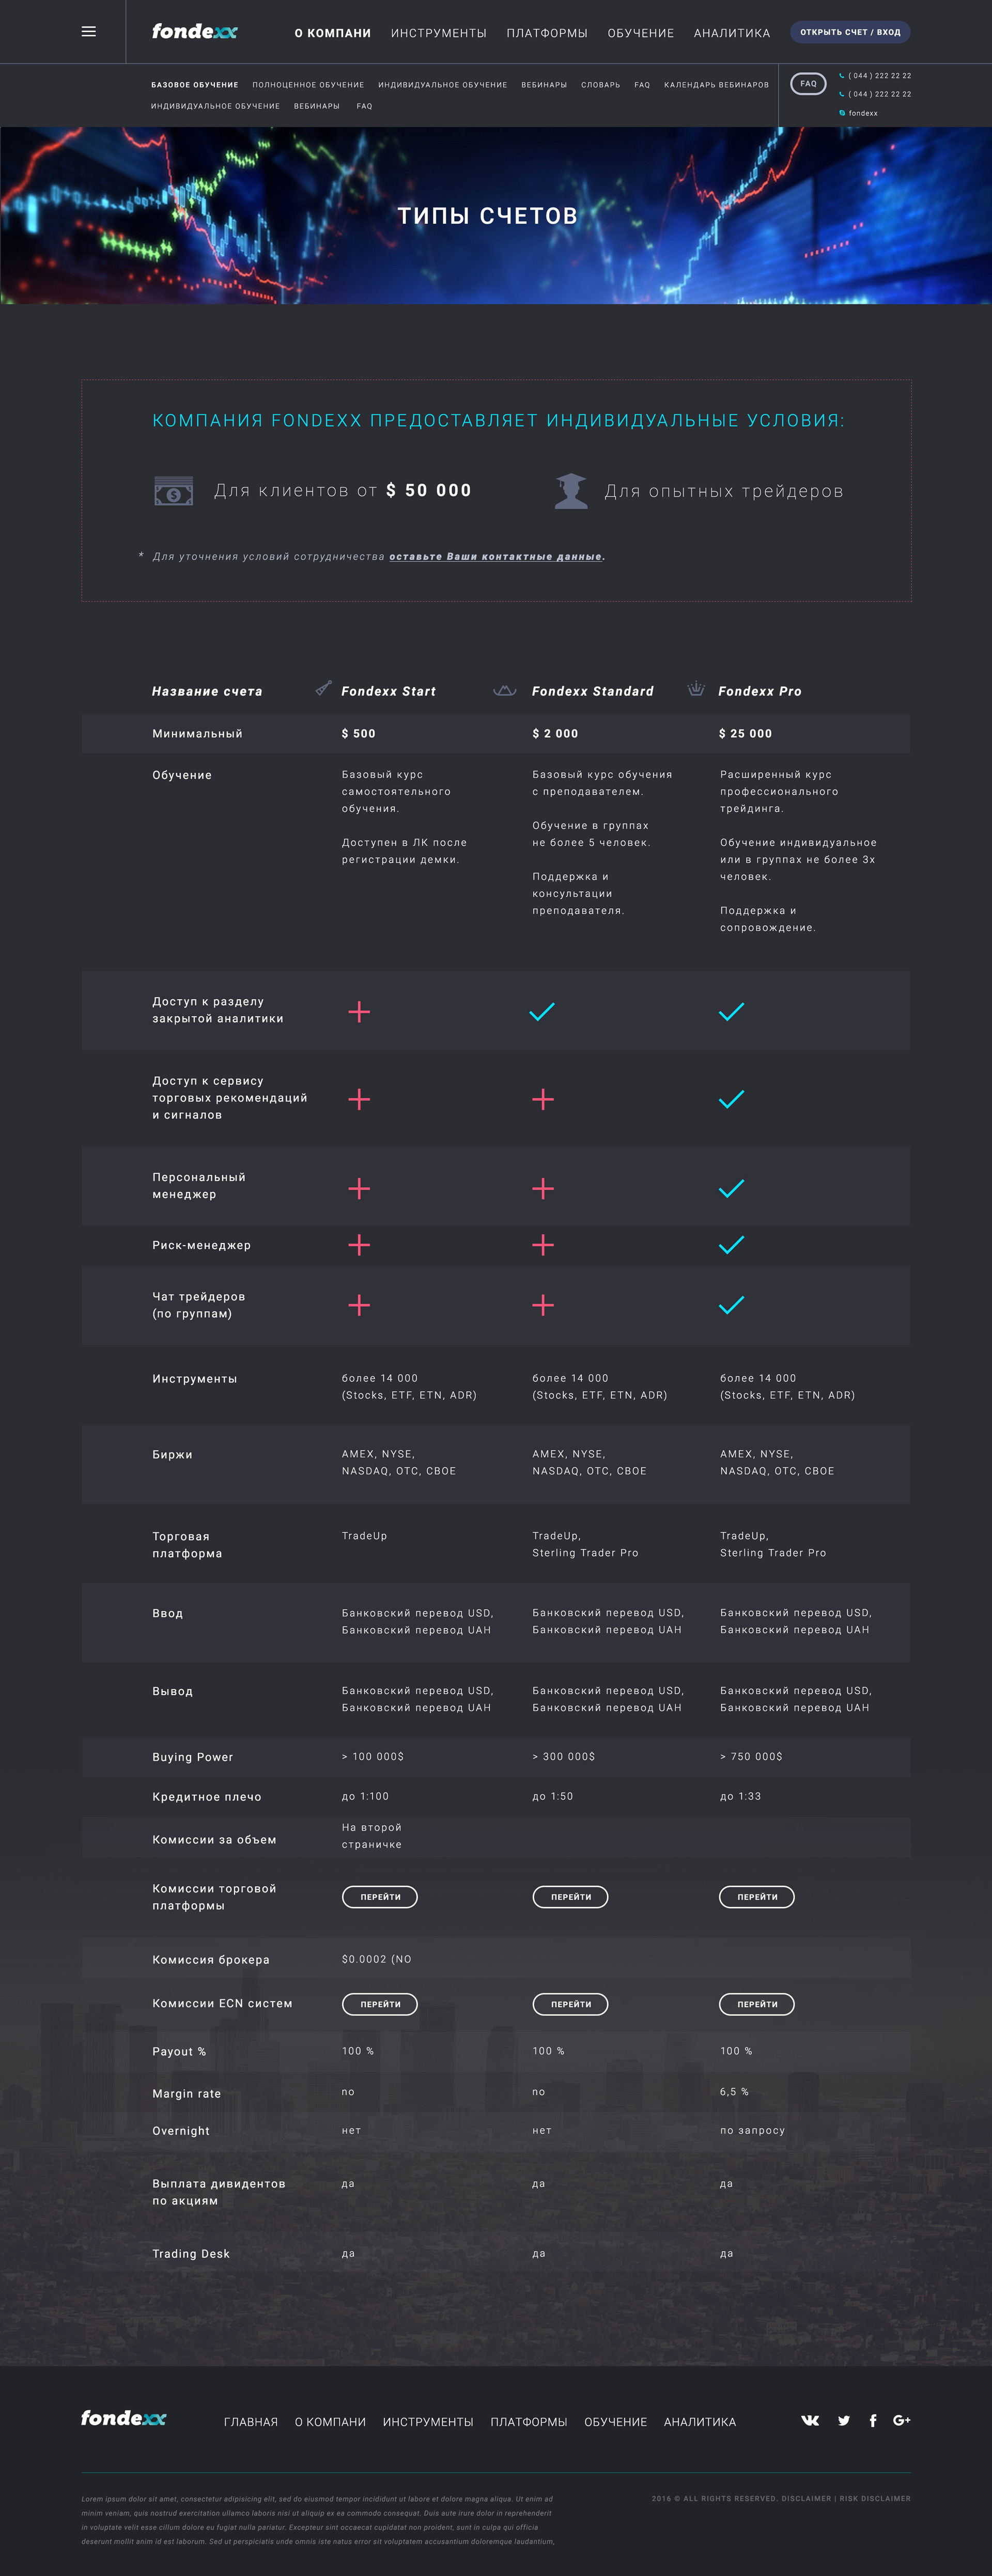 fondexx
О КОМПАНИ ИНСТРУМЕНТЫ ПЛАТФОРМЫ ОБУЧЕНИЕ АНАЛИТИКА
ОТКРЫТЬ СЧЕТ / ВХОД
БАЗОВОЕ ОБУЧЕНИЕ ПОЛНОЦЕННОЕ ОБУЧЕНИЕ ИНДИВИДУАЛЬНОЕ ОБУЧЕНИЕ ВЕБИНАРЫ СЛОВАРЬ FAQ КАЛЕНДАРЬ ВЕБИНАРОВ
ИНДИВИДУАЛЬНОЕ ОБУЧЕНИЕ ВЕБИНАРЫ FAQ
FAQ
( 044 ) 222 22 22
( 044 ) 222 22 22
fondexx
ТИПЫ СЧЕТОВ
КОМПАНИЯ FONDEXX ПРЕДОСТАВЛЯЕТ ИНДИВИДУАЛЬНЫЕ УСЛОВИЯ:
Для клиентов от $ 50 000
Для опытных трейдеров
* Для уточнения условий сотрудничества оставьте Ваши контактные данные.
Название счета Fondexx Start Fondexx Standard Fondexx Pro
Минимальный $ 500 $ 2 000 $ 25 000
Обучение
Базовый курс
самостоятельного
обучения.
Доступен в ЛК после
регистрации демки.
Базовый курс обучения
с преподавателем.
Обучение в группах
не более 5 человек.
Поддержка и
консультации
преподавателя.
Расширенный курс
профессионального
трейдинга.
Обучение индивидуальное
или в группах не более 3х
человек.
Поддержка и
сопровождение.
Доступ к разделу
закрытой аналитики
Доступ к сервису
торговых рекомендаций
и сигналов
Персональный
менеджер
Риск-менеджер
Чат трейдеров
(по группам)
Инструменты
более 14 000
(Stocks, ETF, ETN, ADR)
более 14 000
(Stocks, ETF, ETN, ADR)
более 14 000
(Stocks, ETF, ETN, ADR)
Биржи
AMEX, NYSE,
NASDAQ, OTC, CBOE
AMEX, NYSE,
NASDAQ, OTC, CBOE
AMEX, NYSE,
NASDAQ, OTC, CBOE
Торговая
платформа
TradeUp
TradeUp,
Sterling Trader Pro
TradeUp,
Sterling Trader Pro
Ввод
Банковский перевод USD,
Банковский перевод UAH
Банковский перевод USD,
Банковский перевод UAH
Банковский перевод USD,
Банковский перевод UAH
Вывод
Банковский перевод USD,
Банковский перевод UAH
Банковский перевод USD,
Банковский перевод UAH
Банковский перевод USD,
Банковский перевод UAH
Buying Power > 100 000$ > 300 000$ > 750 000$
Кредитное плечо до 1:100 до 1:50 до 1:33
Комиссии за объем
На второй
страничке
Комиссии торговой
платформы
ПЕРЕЙТИ ПЕРЕЙТИ ПЕРЕЙТИ
Комиссия брокера $0.0002 (NO
Комиссии ECN систем ПЕРЕЙТИ ПЕРЕЙТИ ПЕРЕЙТИ
Payout % 100 % 100 % 100 %
Margin rate no no 6,5 %
Overnight нет нет по запросу
Выплата дивидентов
по акциям
да да да
Trading Desk да да да
fondexx
ГЛАВНАЯ О КОМПАНИ ИНСТРУМЕНТЫ ПЛАТФОРМЫ ОБУЧЕНИЕ АНАЛИТИКА
Lorem ipsum dolor sit amet, consectetur adipisicing elit, sed do eiusmod tempor incididunt ut labore et dolore magna aliqua. Ut enim ad
minim veniam, quis nostrud exercitation ullamco laboris nisi ut aliquip ex ea commodo consequat. Duis aute irure dolor in reprehenderit
in voluptate velit esse cillum dolore eu fugiat nulla pariatur. Excepteur sint occaecat cupidatat non proident, sunt in culpa qui officia
deserunt mollit anim id est laborum. Sed ut perspiciatis unde omnis iste natus error sit voluptatem accusantium doloremque laudantium,
2016 © ALL RIGHTS RESERVED. DISCLAIMER | RISK DISCLAIMER